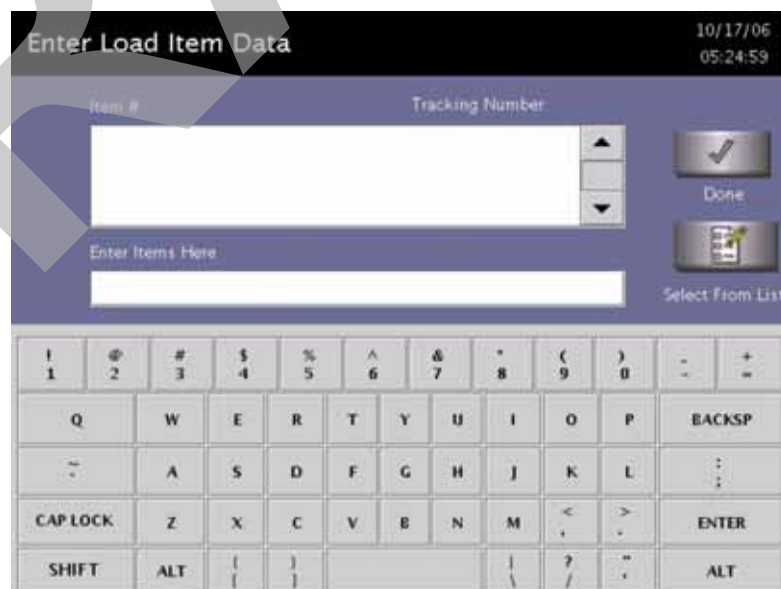 Enter Load Item Data
10/17/06
05:24:59
Item #
Tracking Number
Done
Enter Items Here
Select From List
! @ # $ % ^ & * ( ) - +
1 2 3 4 5 6 7 8 9 0 - =
Q W E R T Y U I O P BACKSP
~
A S D F G H J K L :
;
CAP LOCK Z X C V B N M < > ENTER
, .
SHIFT ALT { } | ? " ALT
[ ] \ / '